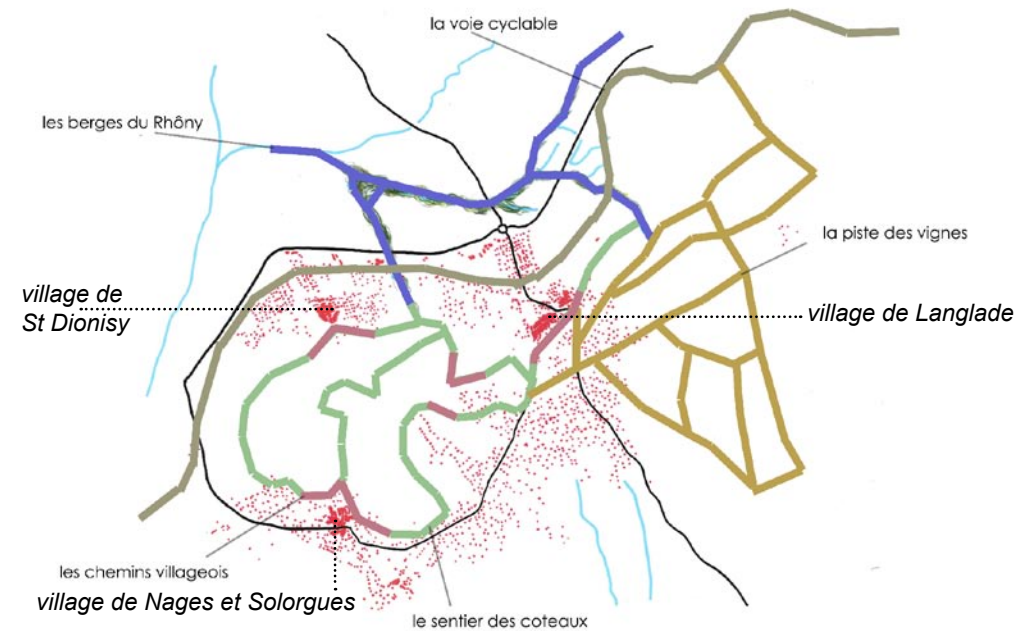 la voie cyclable
les berges du Rhôny
la piste des vignes
village de
St Dionisy
village de Langlade
les chemins villageois
village de Nages et Solorgues
le sentier des coteaux